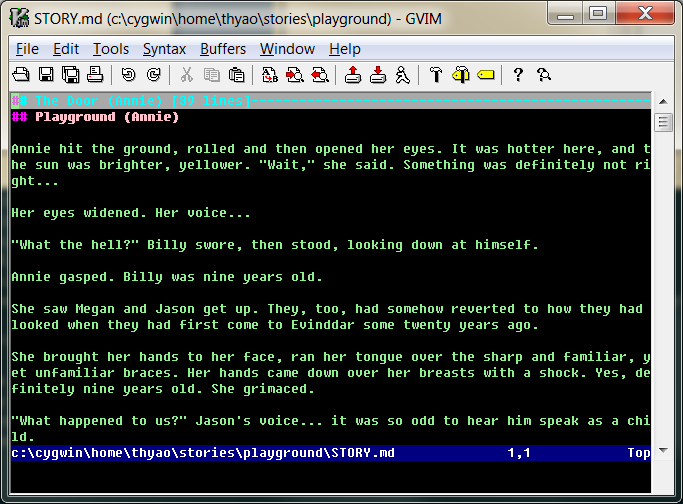 STORY.md (c:\cygwin\home\thyao\stories\playground) - GVIM
File Edit Tools Syntax Buffers Window Help
## The Door (Annie) [89 lines]--------------------------------------------------
## Playground (Annie)
Annie hit the ground, rolled and then opened her eyes. It was hotter here, and t
he sun was brighter, yellower. "Wait," she said. Something was definitely not ri
ght...
Her eyes widened. Her voice...
"What the hell?" Billy swore, then stood, looking down at himself.
Annie gasped. Billy was nine years old.
She saw Megan and Jason get up. They, too, had somehow reverted to how they had
looked when they had first come to Evinddar some twenty years ago.
She brought her hands to her face, ran her tongue over the sharp and familiar, y
et unfamiliar braces. Her hands came down over her breasts with a shock. Yes, de
finitely nine years old. She grimaced.
"What happened to us?" Jason's voice... it was so odd to hear him speak as a chi
ld.
c:\cygwin\home\thyao\stories\playground\STORY.md 1,1 Top